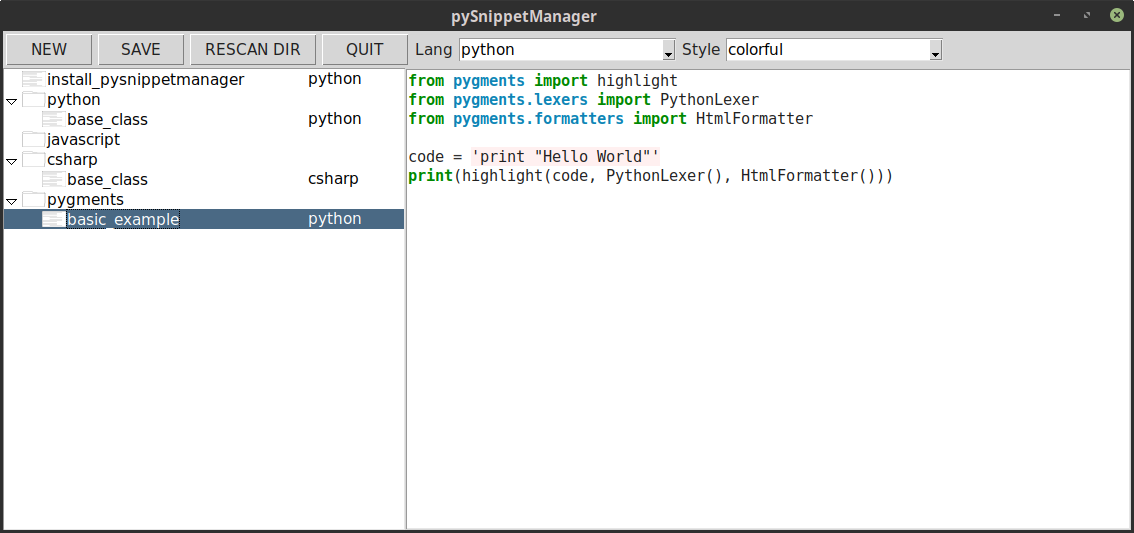 pySnippetManager
NEW SAVE RESCAN DIR QUIT Lang python Style colorful
install_pysnippetmanager python
python
base_class python
javascript
csharp
base_class csharp
pygments
basic_example python
from pygments import highlight
from pygments.lexers import PythonLexer
from pygments.formatters import HtmlFormatter
code = 'print "Hello World"'
print(highlight(code, PythonLexer(), HtmlFormatter()))